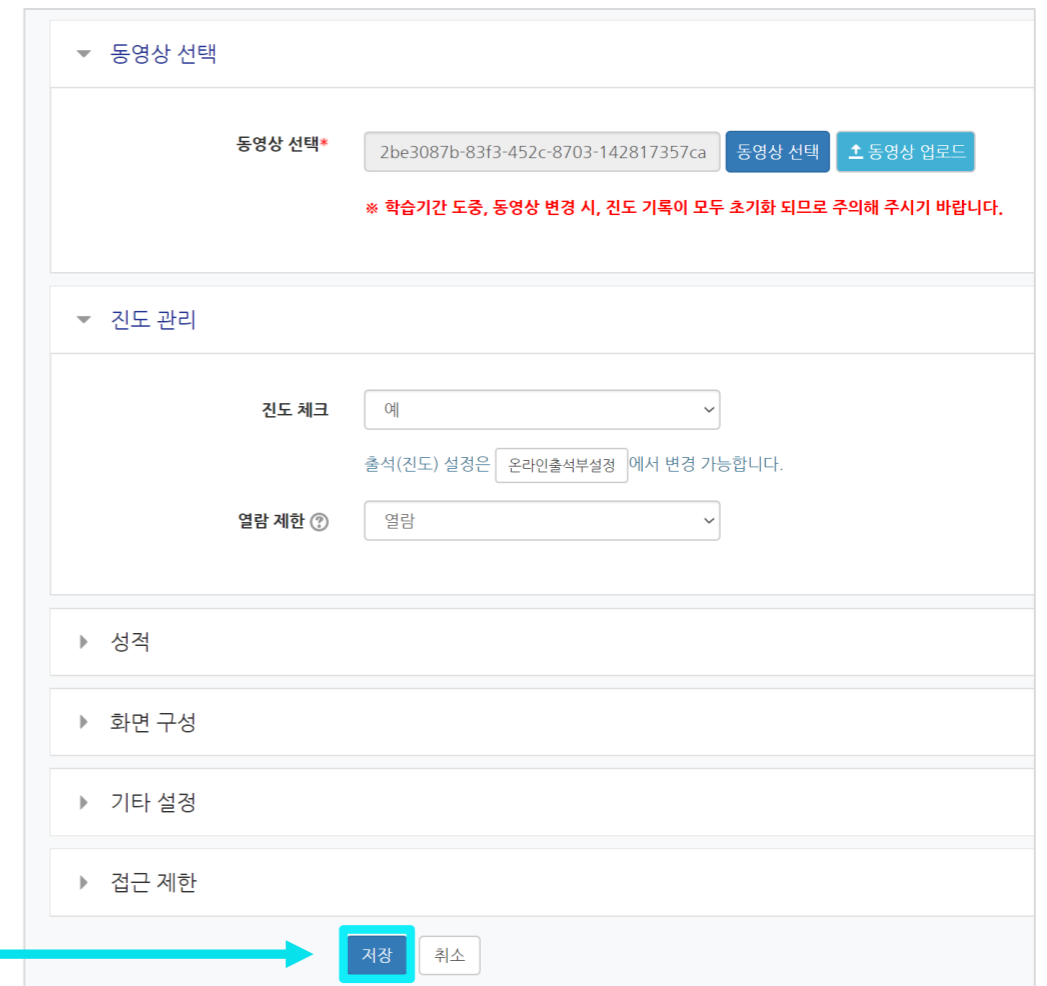 동영상 선택
동영상 선택* 2be3087b-83f3-452c-8703-142817357ca 동영상 선택 동영상 업로드
※ 학습기간 도중, 동영상 변경 시, 진도 기록이 모두 초기화 되므로 주의해 주시기 바랍니다.
진도 관리
진도 체크 예
출석(진도) 설정은 온라인출석부설정 에서 변경 가능합니다.
열람 제한 ? 열람
성적
화면 구성
기타 설정
접근 제한
저장 취소